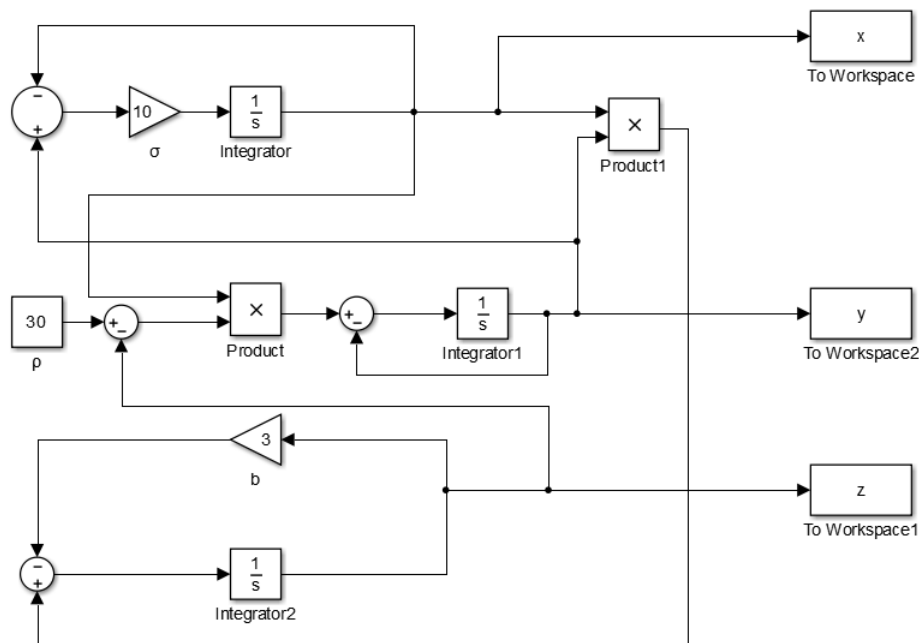 x
To Workspace
−
+
10
σ
1
s
Integrator
×
Product1
30
ρ
+
−
×
Product
+
−
1
s
Integrator1
y
To Workspace2
3
b
z
To Workspace1
−
+
1
s
Integrator2